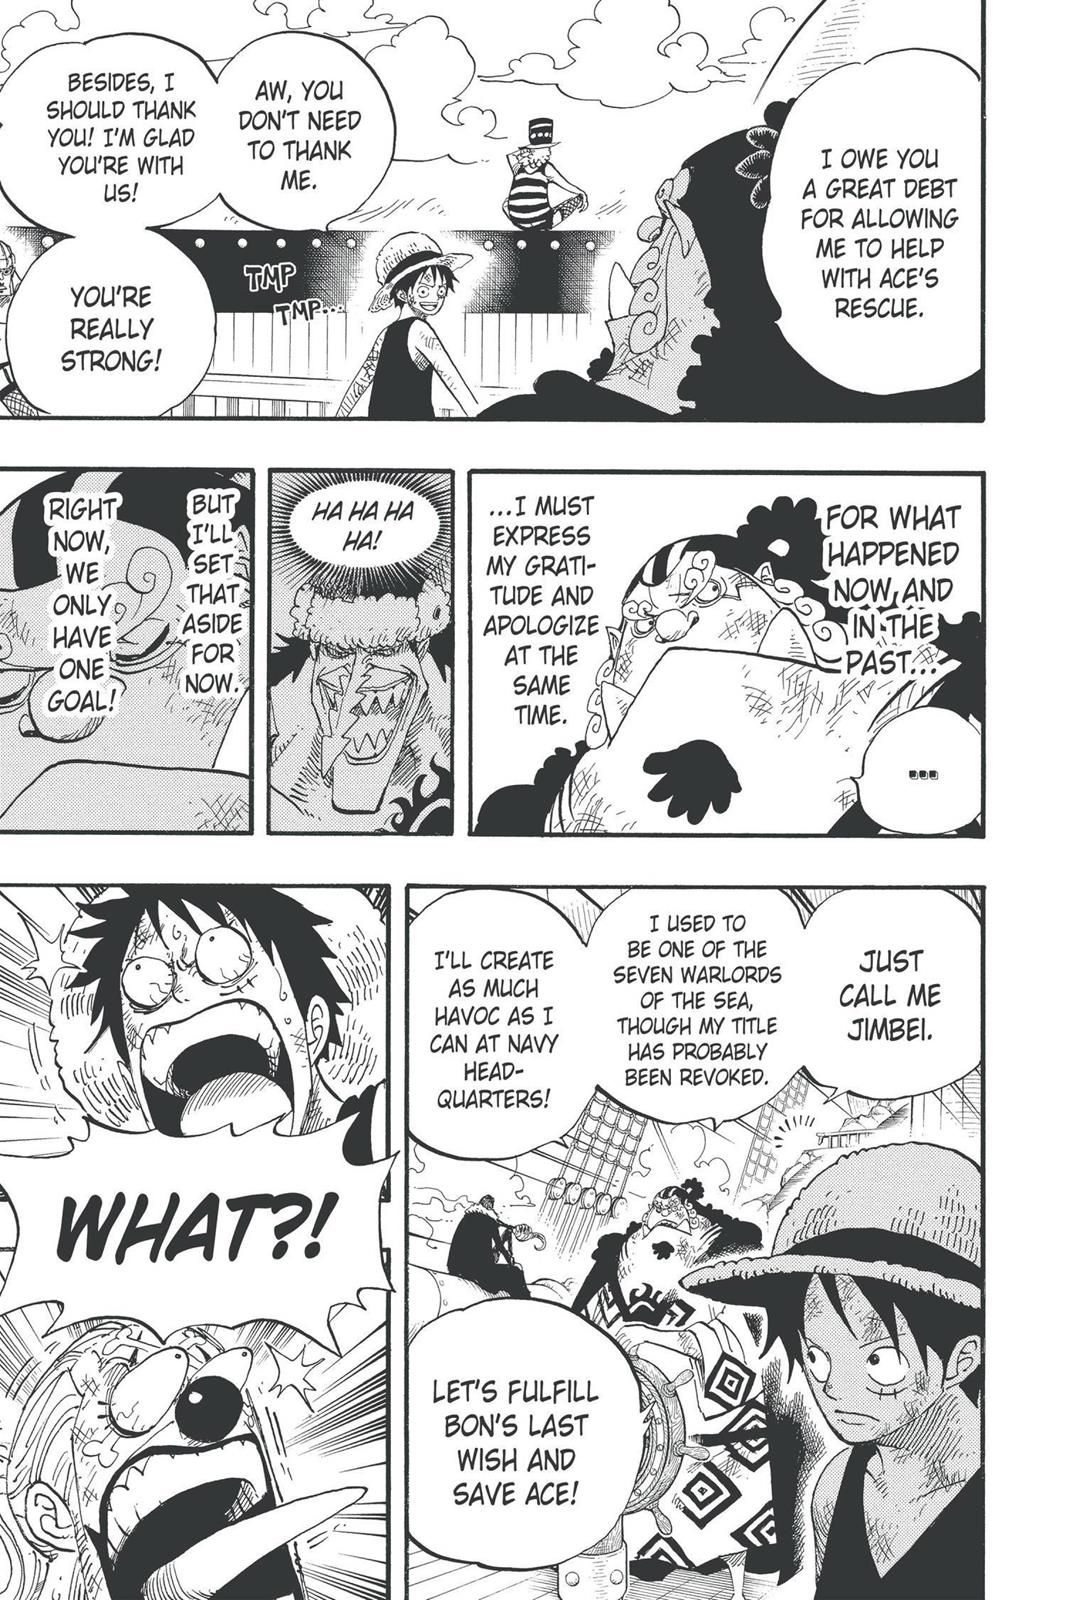 I OWE YOU
A GREAT DEBT
FOR ALLOWING
ME TO HELP
WITH ACE'S
RESCUE.
AW, YOU
DON'T NEED
TO THANK
ME.
BESIDES, I
SHOULD THANK
YOU! I'M GLAD
YOU'RE WITH
US!
TMP
TMP...
YOU'RE
REALLY
STRONG!
FOR WHAT
HAPPENED
NOW AND
IN THE
PAST...
...
...I MUST
EXPRESS
MY GRATI-
TUDE AND
APOLOGIZE
AT THE
SAME
TIME.
HA HA HA
HA!
BUT
I'LL
SET
THAT
ASIDE
FOR
NOW.
RIGHT
NOW,
WE
ONLY
HAVE
ONE
GOAL!
JUST
CALL ME
JIMBEI.
I USED TO
BE ONE OF THE
SEVEN WARLORDS
OF THE SEA,
THOUGH MY TITLE
HAS PROBABLY
BEEN REVOKED.
I'LL CREATE
AS MUCH
HAVOC AS I
CAN AT NAVY
HEAD-
QUARTERS!
LET'S FULFILL
BON'S LAST
WISH AND
SAVE ACE!
WHAT?!